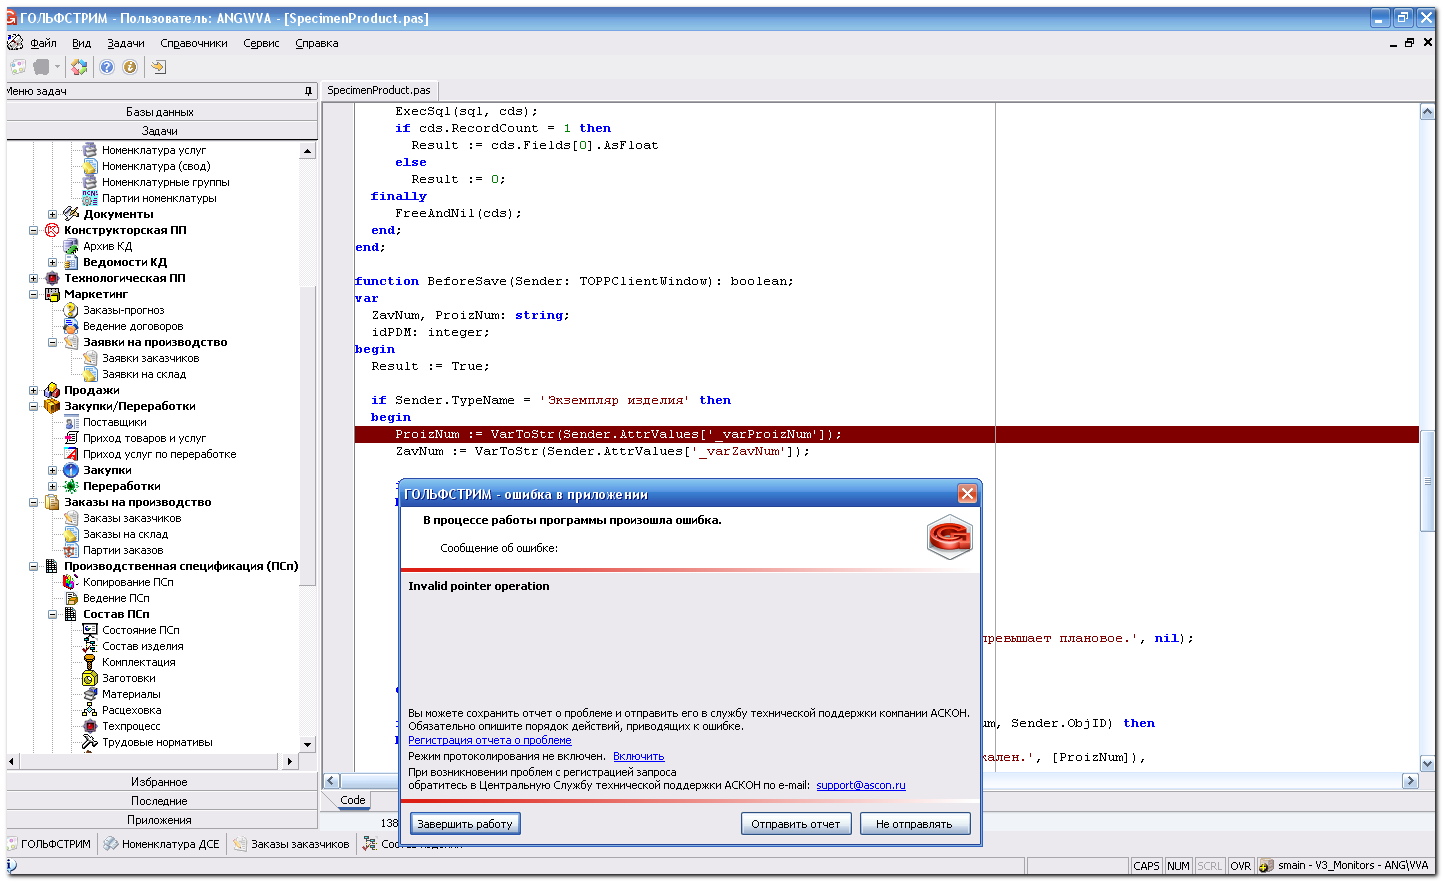 ГОЛЬФСТРИМ - Пользователь: ANG\VVA - [SpecimenProduct.pas]
Файл Вид Задачи Справочники Сервис Справка
Меню задач
Базы данных
Задачи
Номенклатура услуг
Номенклатура (свод)
Номенклатурные группы
Партии номенклатуры
Документы
Конструкторская ПП
Архив КД
Ведомости КД
Технологическая ПП
Маркетинг
Заказы-прогноз
Ведение договоров
Заявки на производство
Заявки заказчиков
Заявки на склад
Продажи
Закупки/Переработки
Поставщики
Приход товаров и услуг
Приход услуг по переработке
Закупки
Переработки
Заказы на производство
Заказы заказчиков
Заказы на склад
Партии заказов
Производственная спецификация (ПСп)
Копирование ПСп
Ведение ПСп
Состав ПСп
Состояние ПСп
Состав изделия
Комплектация
Заготовки
Материалы
Расцеховка
Техпроцесс
Трудовые нормативы
Избранное
Последние
Приложения
SpecimenProduct.pas
ExecSql(sql, cds);
if cds.RecordCount = 1 then
Result := cds.Fields[0].AsFloat
else
Result := 0;
finally
FreeAndNil(cds);
end;
end;
function BeforeSave(Sender: TOPPClientWindow): boolean;
var
ZavNum, ProizNum: string;
idPDM: integer;
begin
Result := True;
if Sender.TypeName = 'Экземпляр изделия' then
begin
ProizNum := VarToStr(Sender.AttrValues['_varProizNum']);
ZavNum := VarToStr(Sender.AttrValues['_varZavNum']);
превышает плановое.', nil);
um, Sender.ObjID) then
кален.', [ProizNum]),
Code
138
ГОЛЬФСТРИМ - ошибка в приложении
В процессе работы программы произошла ошибка.
Сообщение об ошибке:
Invalid pointer operation
Вы можете сохранить отчет о проблеме и отправить его в службу технической поддержки компании АСКОН.
Обязательно опишите порядок действий, приводящих к ошибке.
Регистрация отчета о проблеме
Режим протоколирования не включен. Включить
При возникновении проблем с регистрацией запроса
обратитесь в Центральную Службу технической поддержки АСКОН по e-mail: support@ascon.ru
Завершить работу Отправить отчет Не отправлять
ГОЛЬФСТРИМ Номенклатура ДСЕ Заказы заказчиков
CAPS NUM SCRL OVR smain - V3_Monitors - ANG\VVA